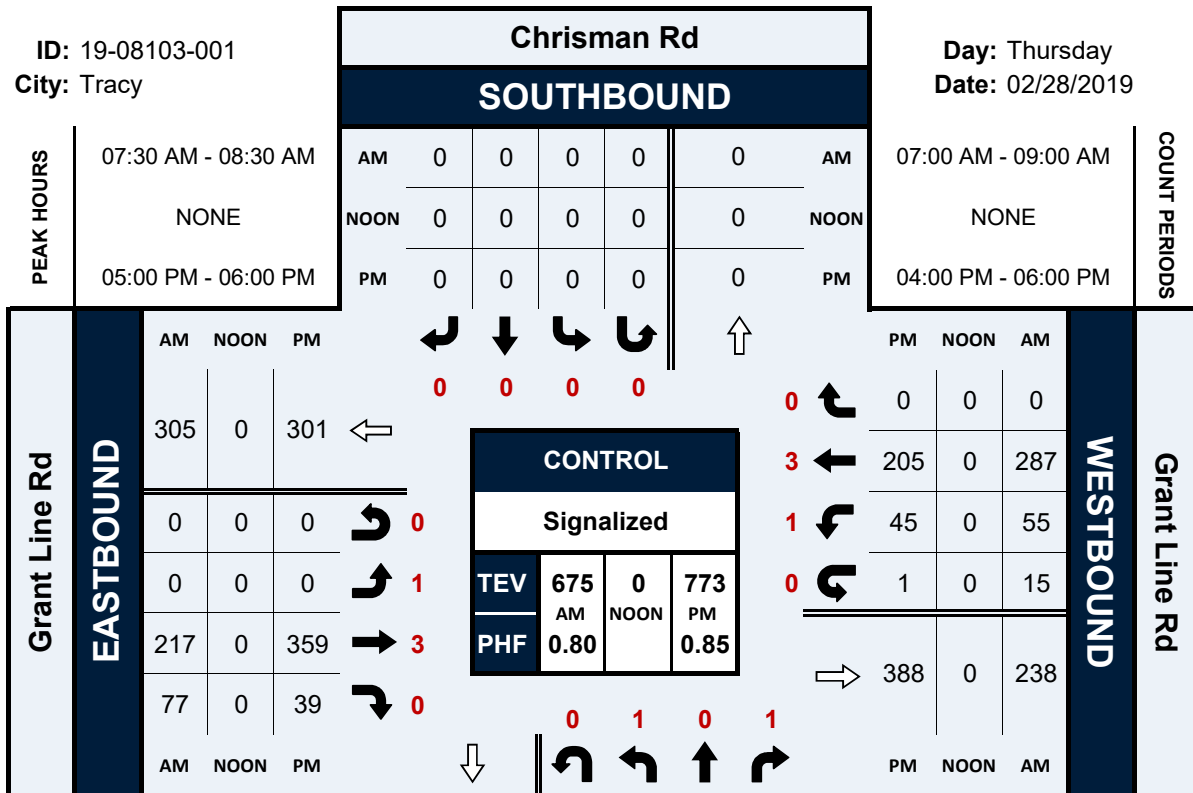 ID: 19-08103-001
City: Tracy
Chrisman Rd
SOUTHBOUND
Day: Thursday
Date: 02/28/2019
PEAK HOURS
07:30 AM - 08:30 AM
NONE
05:00 PM - 06:00 PM
AM 0 0 0 0 0 AM
NOON 0 0 0 0 0 NOON
PM 0 0 0 0 0 PM
07:00 AM - 09:00 AM
NONE
04:00 PM - 06:00 PM
COUNT PERIODS
0 0 0 0
Grant Line Rd
EASTBOUND
AM NOON PM
305 0 301
0 0 0 0
0 0 0 1
217 0 359 3
77 0 39 0
AM NOON PM
CONTROL
Signalized
TEV 675 0 773
AM NOON PM
PHF 0.80 0.85
PM NOON AM
0 0 0 0
3 205 0 287
1 45 0 55
0 1 0 15
388 0 238
PM NOON AM
WESTBOUND
Grant Line Rd
0 1 0 1